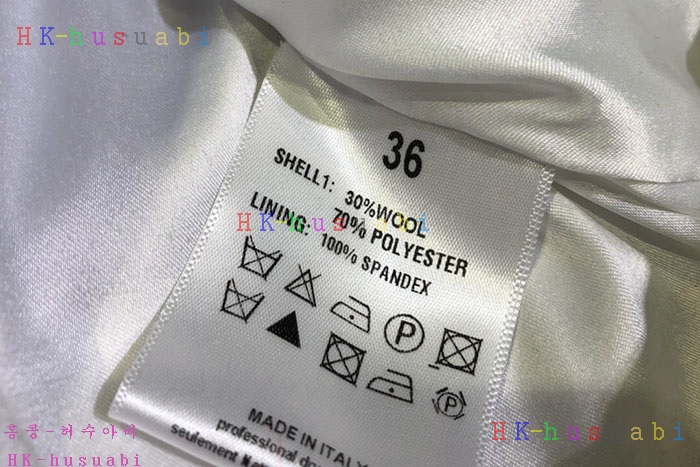 HK-husuabi
36
SHELL1: 30%WOOL
70% POLYESTER
HK-husuabi
LINING: 100% SPANDEX
P
P
MADE IN ITALY
professional
seulement
홍콩-허수아비
HK-husuabi
HK-husuabi